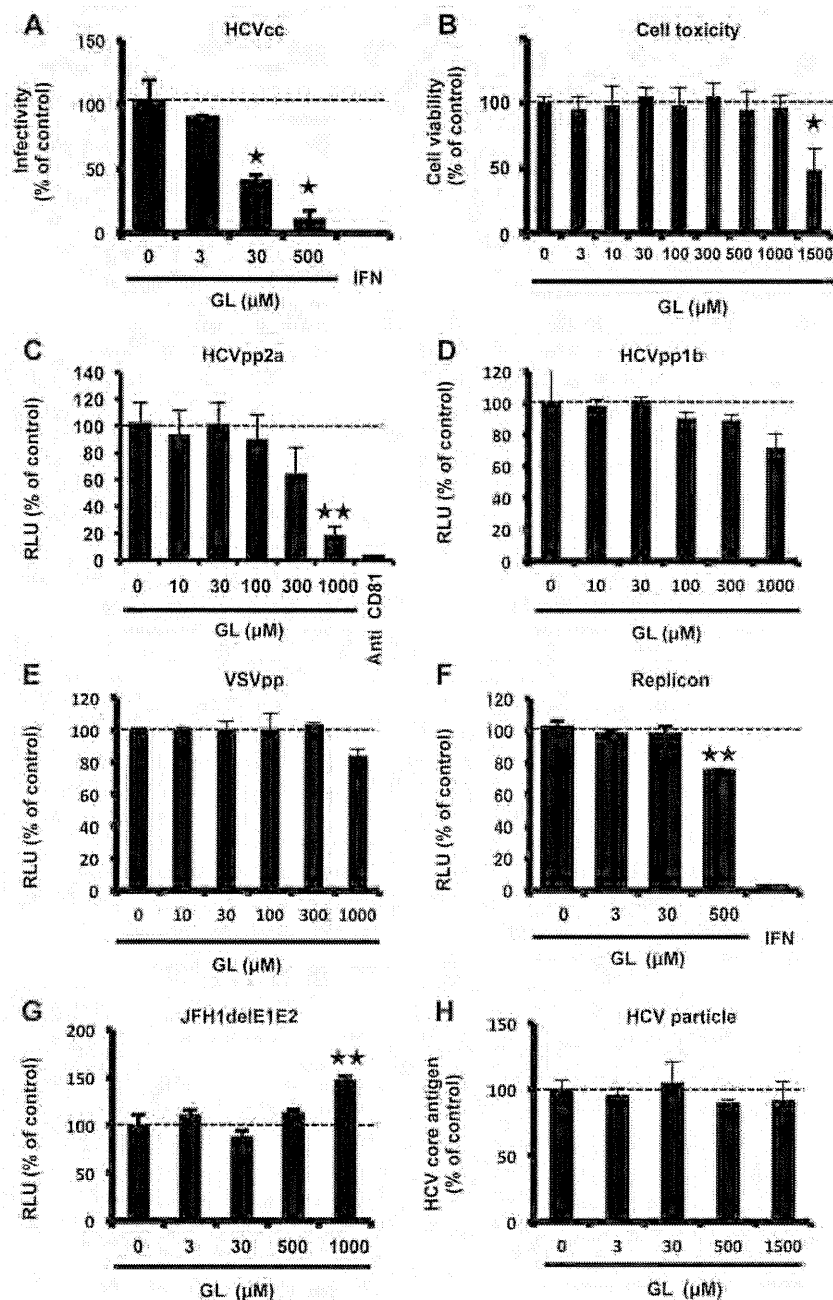 A
HCVcc
Infectivity
(% of control)
150
100
50
0
0 3 30 500
IFN
GL (µM)
B
Cell toxicity
Cell viability
(% of control)
100
50
0
0 3 10 30 100 300 500 1000 1500
GL (µM)
C
HCVpp2a
RLU (% of control)
140
120
100
80
60
40
20
0
0 10 30 100 300 1000
Anti CD81
GL (µM)
D
HCVpp1b
RLU (% of control)
120
100
80
60
40
20
0
0 10 30 100 300 1000
GL (µM)
E
VSVpp
RLU (% of control)
120
100
80
60
40
20
0
0 10 30 100 300 1000
GL (µM)
F
Replicon
RLU (% of control)
120
100
80
60
40
20
0
0 3 30 500
IFN
GL (µM)
G
JFH1delE1E2
RLU (% of control)
200
150
100
50
0
0 3 30 500 1000
GL (µM)
H
HCV particle
HCV core antigen
(% of control)
150
100
50
0
0 3 30 500 1500
GL (µM)